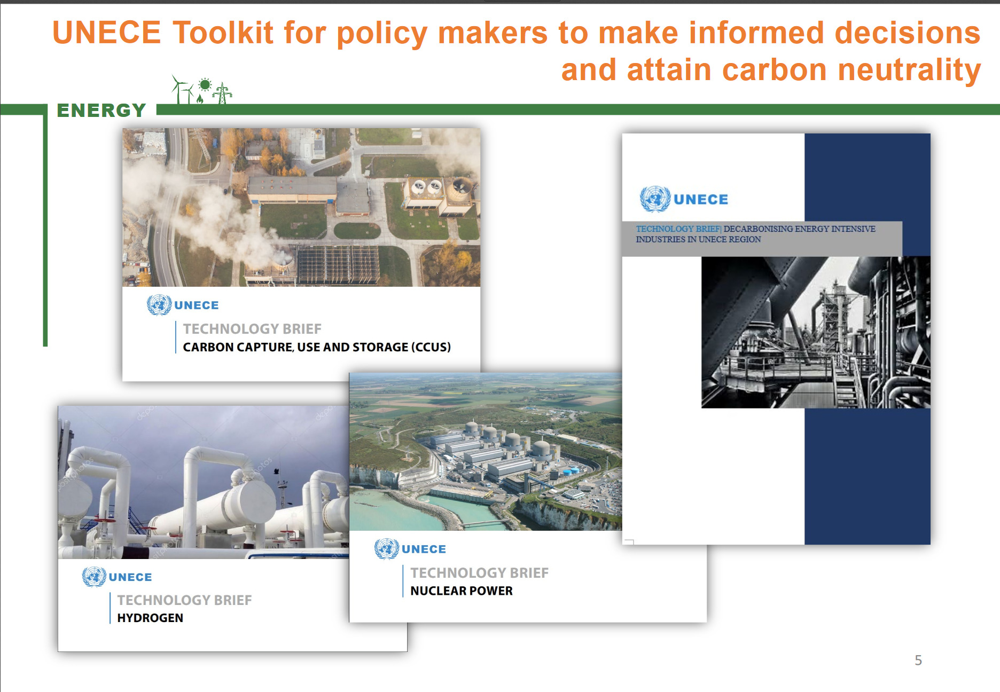 UNECE Toolkit for policy makers to make informed decisions
and attain carbon neutrality
ENERGY
UNECE
TECHNOLOGY BRIEF
CARBON CAPTURE, USE AND STORAGE (CCUS)
UNECE
TECHNOLOGY BRIEF| DECARBONISING ENERGY INTENSIVE
INDUSTRIES IN UNECE REGION
UNECE
TECHNOLOGY BRIEF
HYDROGEN
UNECE
TECHNOLOGY BRIEF
NUCLEAR POWER
5